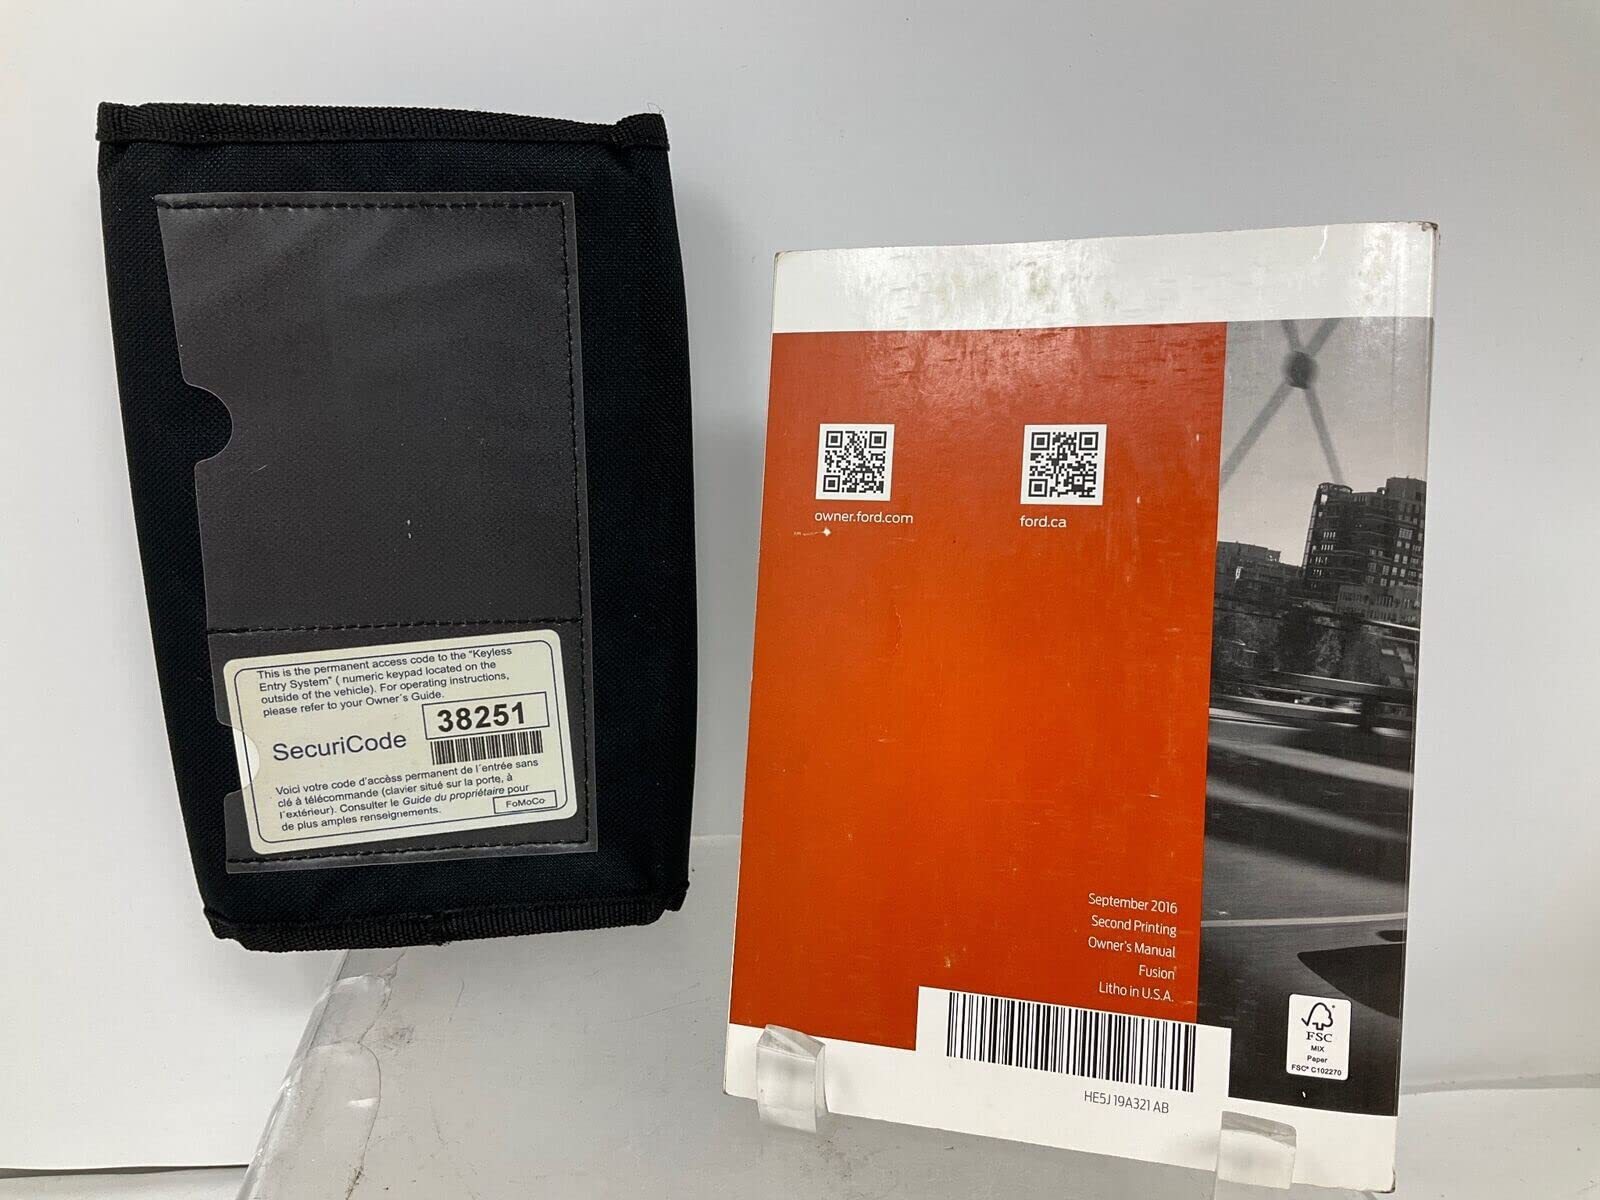 This is the permanent access code to the "Keyless
Entry System" ( numeric keypad located on the
outside of the vehicle). For operating instructions,
please refer to your Owner´s Guide.
SecuriCode
38251
Voici votre code d'accèss permanent de l´entrée sans
clé à télécommande (clavier situé sur la porte, à
l´extérieur). Consulter le Guide du propriétaire pour
de plus amples renseignements.
FoMoCo
owner.ford.com
ford.ca
September 2016
Second Printing
Owner's Manual
Fusion
Litho in U.S.A.
HE5J 19A321 AB
FSC
MIX
Paper
FSC® C102270